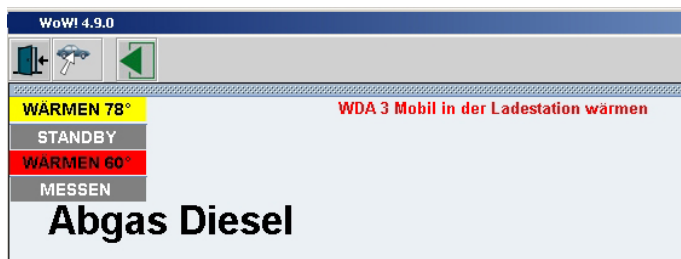 WoW! 4.9.0
WÄRMEN 78°
WDA 3 Mobil in der Ladestation wärmen
STANDBY
WÄRMEN 60°
MESSEN
Abgas Diesel